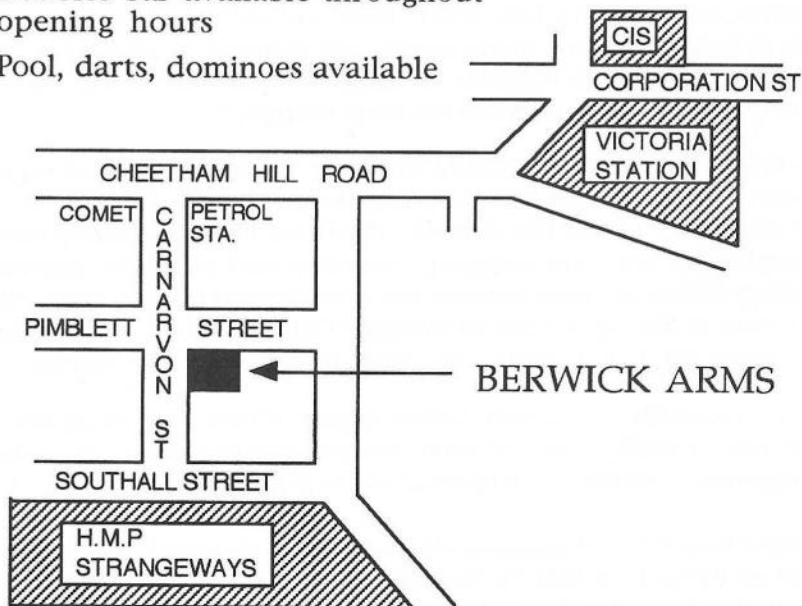 opening hours
Pool, darts, dominoes available
CIS
CORPORATION ST
VICTORIA
STATION
CHEETHAM HILL ROAD
COMET
PETROL
STA.
CARNARVON ST
PIMBLETT STREET
BERWICK ARMS
SOUTHALL STREET
H.M.P
STRANGEWAYS